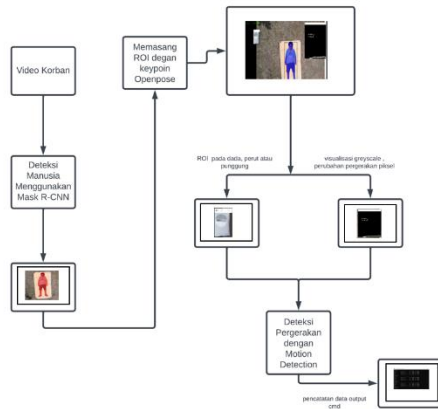 Video Korban
Deteksi
Manusia
Menggunakan
Mask R-CNN
Memasang
ROI degan
keypoin
Openpose
ROI pada dada, perut atau
punggung
visualisasi greyscale ,
perubahan pergerakan piksel
Deteksi
Pergerakan
dengan
Motion
Detection
pencatatan data output
cmd